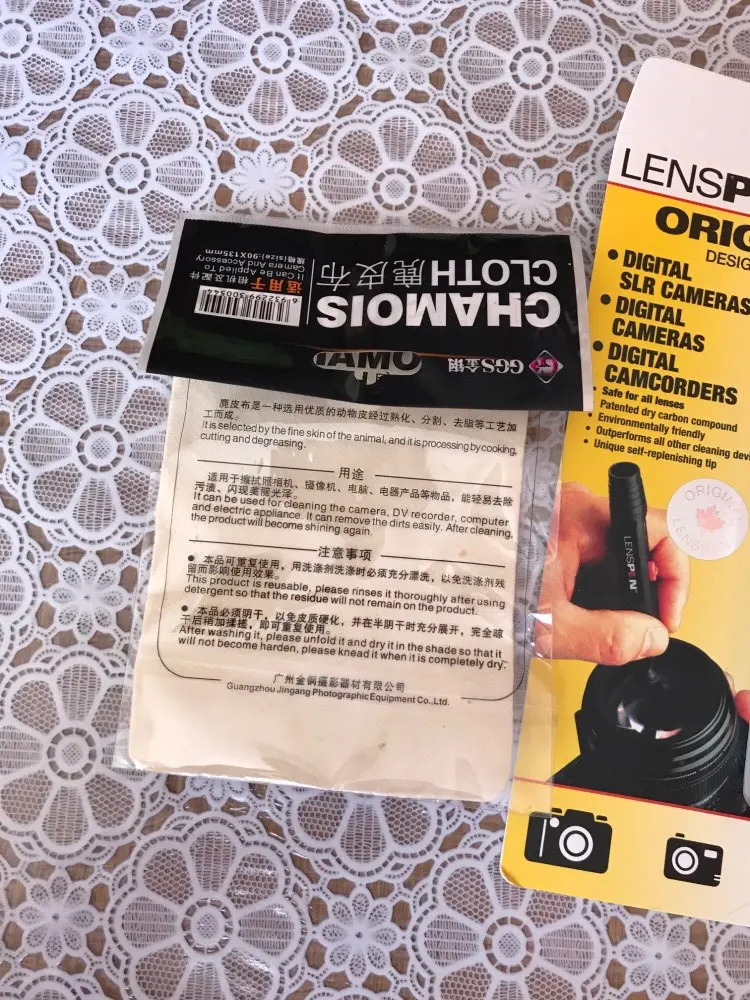 GGS金钢
CHAMOIS
CLOTH 麂皮布
适用于 相机及配件
It Can Be Applied To
Camera And Accessory
规格(size):90X135mm
麂皮布是一种选用优质的动物皮经过熟化、分割、去脂等工艺加
工而成。
It is selected by the fine skin of the animal, and it is processing by cooking,
cutting and degreasing.
用途
适用于擦拭照相机、摄像机、电脑、电器产品等物品，能轻易去除
污渍、闪现美丽光泽。
It can be used for cleaning the camera, DV recorder, computer
and electric appliance. It can remove the dirts easily. After cleaning,
the product will become shining again.
注意事项
● 本品可重复使用，用洗涤剂洗涤时必须充分漂洗，以免洗涤剂残
留而影响使用效果。
This product is reusable, please rinses it thoroughly after using
detergent so that the residue will not remain on the product.
● 本品必须阴干，以免皮质硬化，并在半阴干时充分展开，完全晾
干后稍加揉搓，即可重复使用。
After washing it, please unfold it and dry it in the shade so that it
will not become harden, please knead it when it is completely dry.
广州金钢摄影器材有限公司
Guangzhou Jingang Photographic Equipment Co.,Ltd.
LENSP
ORIG
DESIG
● DIGITAL
SLR CAMERAS
● DIGITAL
CAMERAS
● DIGITAL
CAMCORDERS
• Safe for all lenses
• Patented dry carbon compound
• Environmentally friendly
• Outperforms all other cleaning devi
• Unique self-replenishing tip
ORIGIN
LENSPEN
LENSPEN